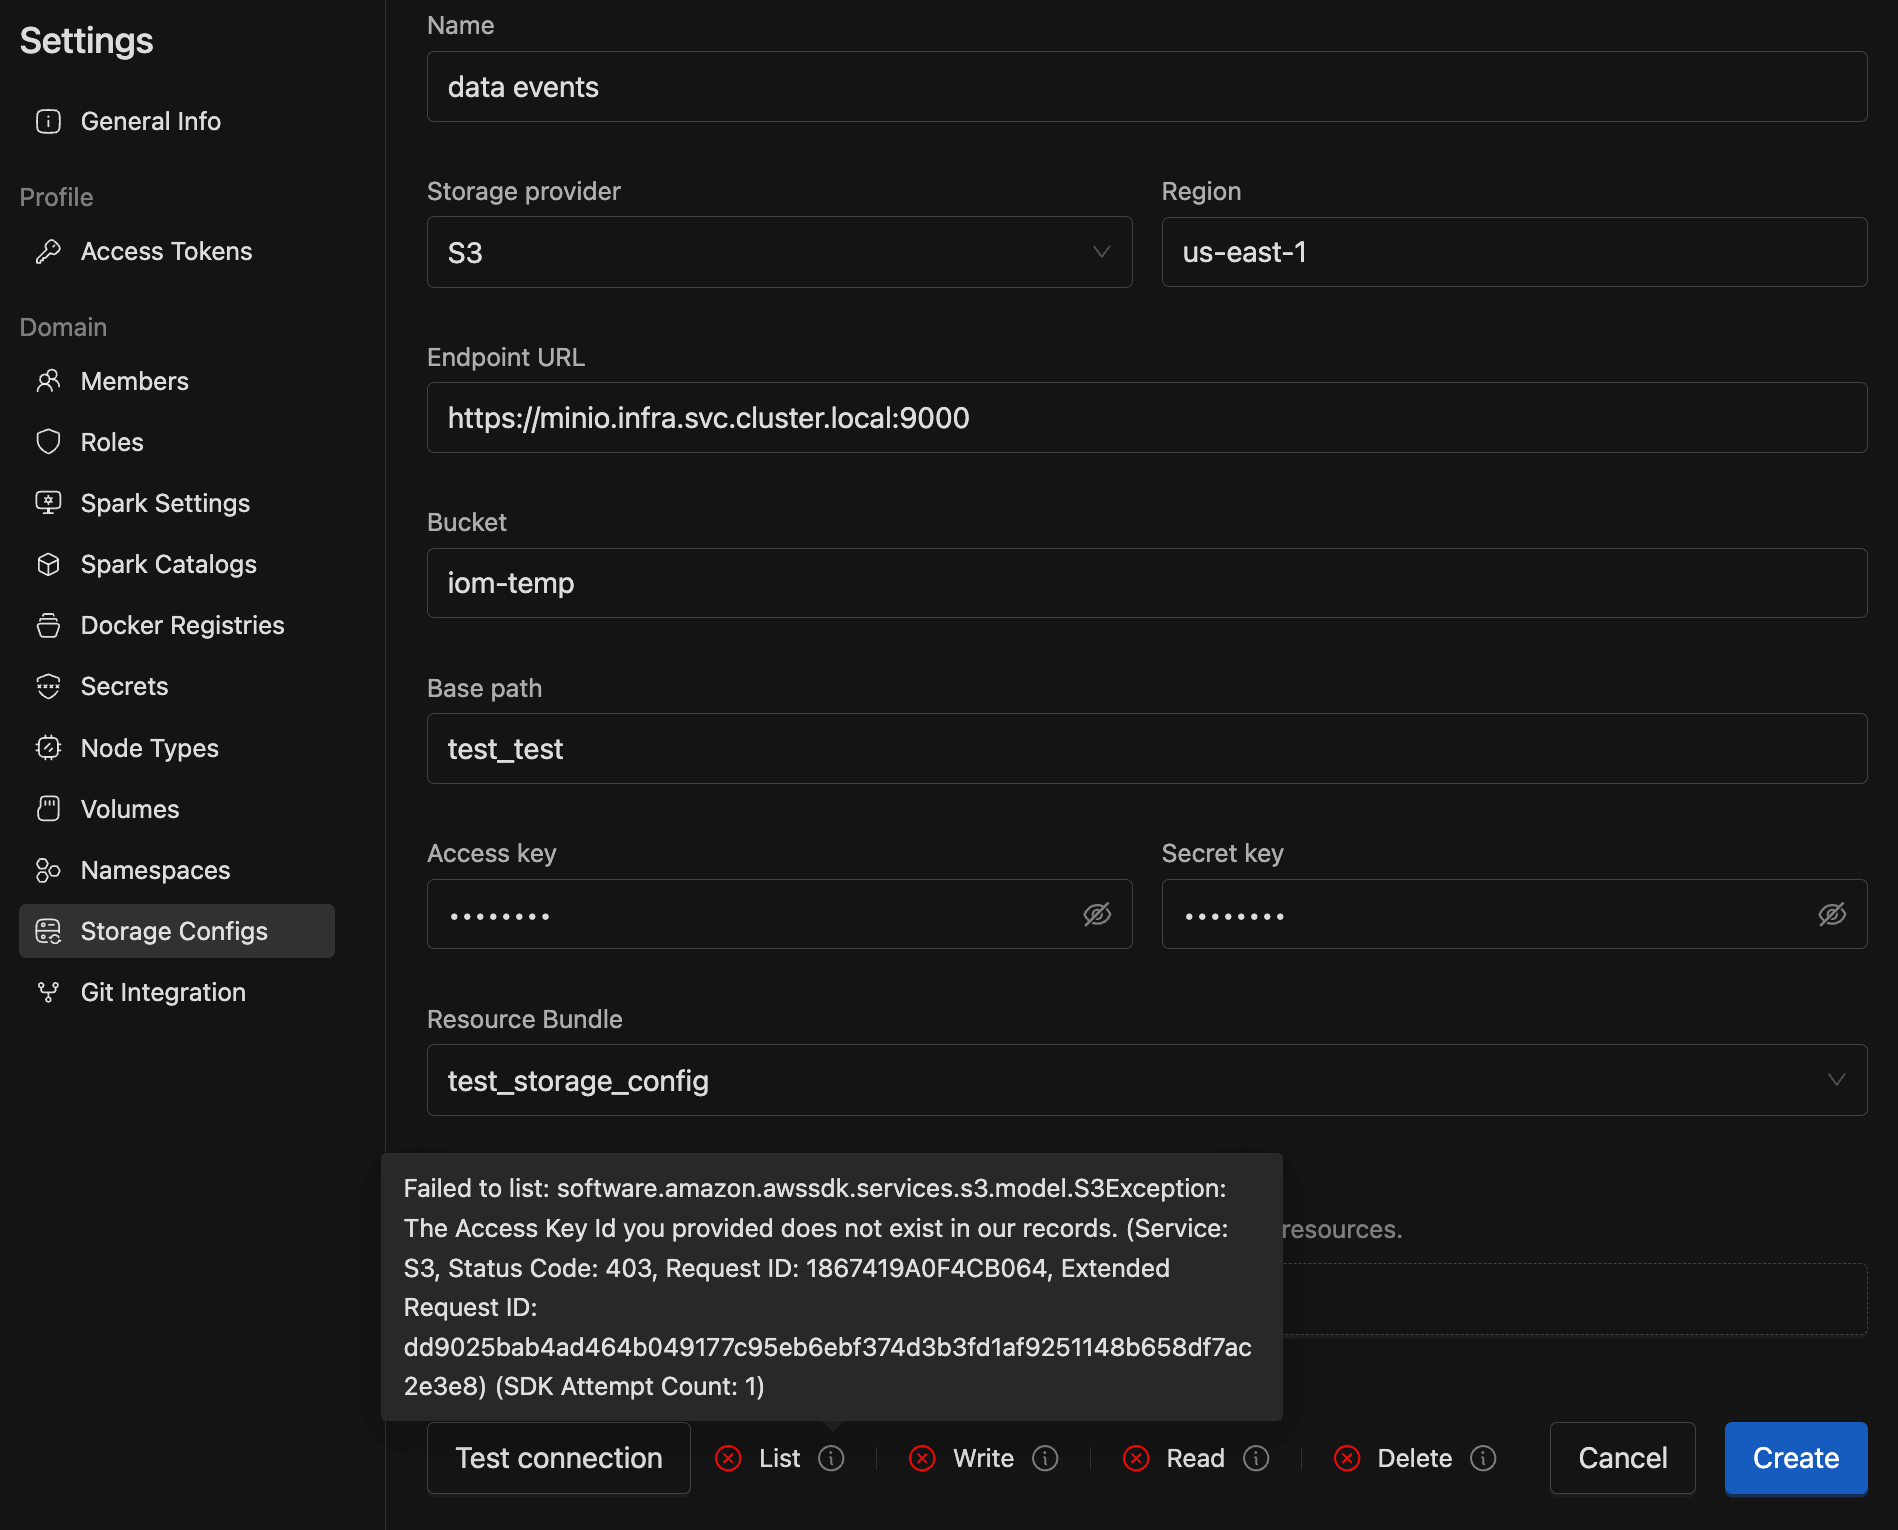 Settings
General Info
Profile
Access Tokens
Domain
Members
Roles
Spark Settings
Spark Catalogs
Docker Registries
Secrets
Node Types
Volumes
Namespaces
Storage Configs
Git Integration
Name
data events
Storage provider
Region
S3
us-east-1
Endpoint URL
https://minio.infra.svc.cluster.local:9000
Bucket
iom-temp
Base path
test_test
Access key
Secret key
••••••••
••••••••
Resource Bundle
test_storage_config
Failed to list: software.amazon.awssdk.services.s3.model.S3Exception:
The Access Key Id you provided does not exist in our records. (Service:
S3, Status Code: 403, Request ID: 1867419A0F4CB064, Extended
Request ID:
dd9025bab4ad464b049177c95eb6ebf374d3b3fd1af9251148b658df7ac
2e3e8) (SDK Attempt Count: 1)
resources.
Test connection
List
Write
Read
Delete
Cancel
Create